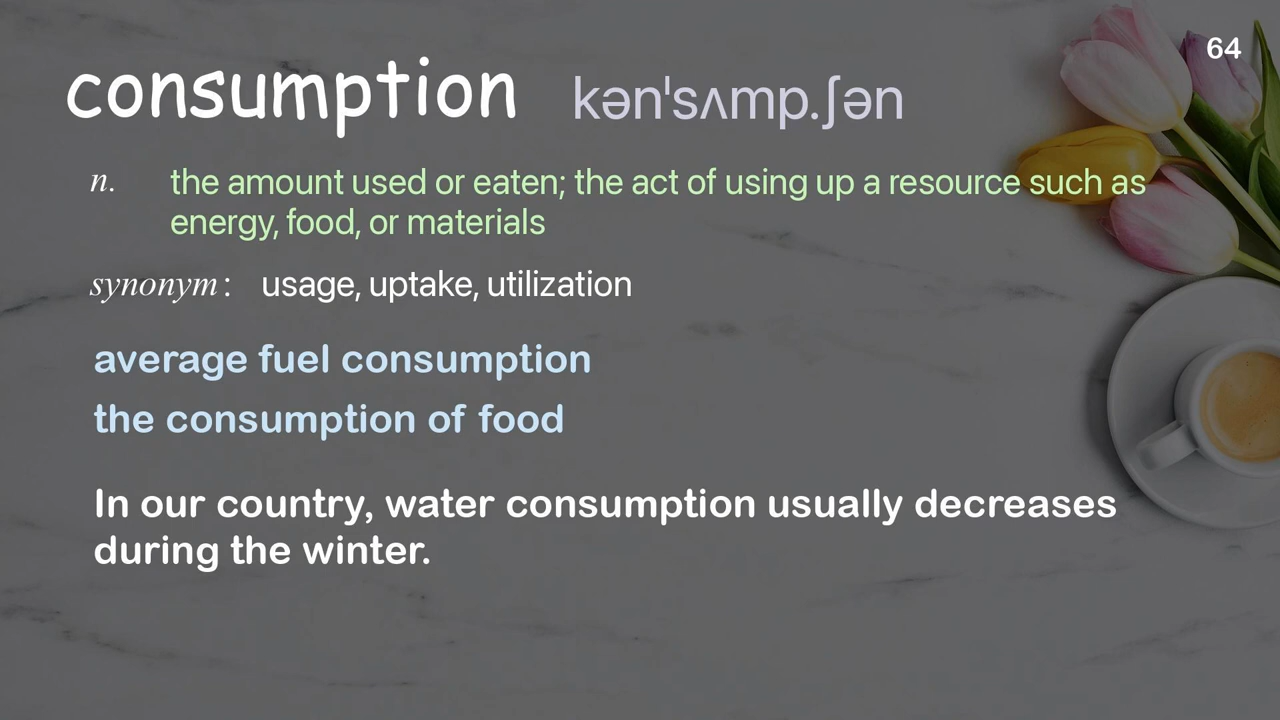 64
consumption kən'sʌmp.ʃən
n. the amount used or eaten; the act of using up a resource such as
energy, food, or materials
synonym: usage, uptake, utilization
average fuel consumption
the consumption of food
In our country, water consumption usually decreases
during the winter.